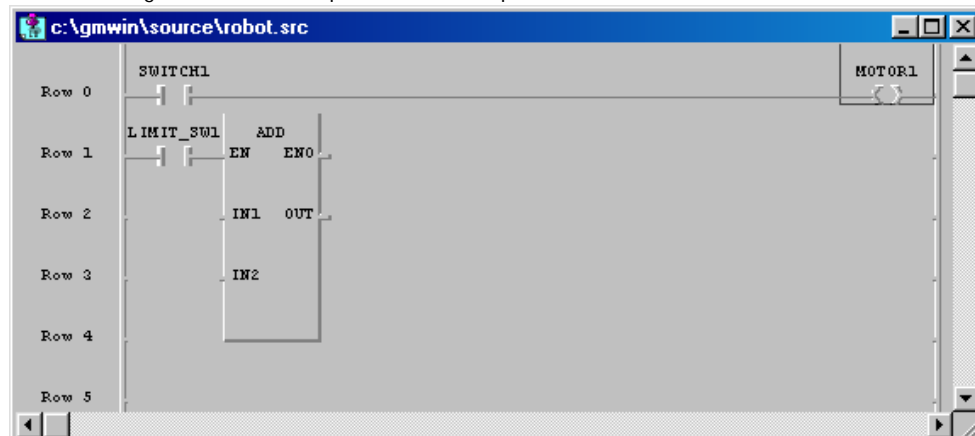 c:\gmwin\source\robot.src
SWITCH1
MOTOR1
Row 0
LIMIT_SW1 ADD
Row 1 EN ENO
Row 2 IN1 OUT
Row 3 IN2
Row 4
Row 5